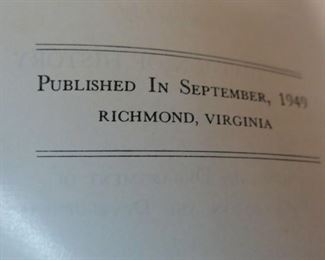 PUBLISHED IN SEPTEMBER, 1949
RICHMOND, VIRGINIA